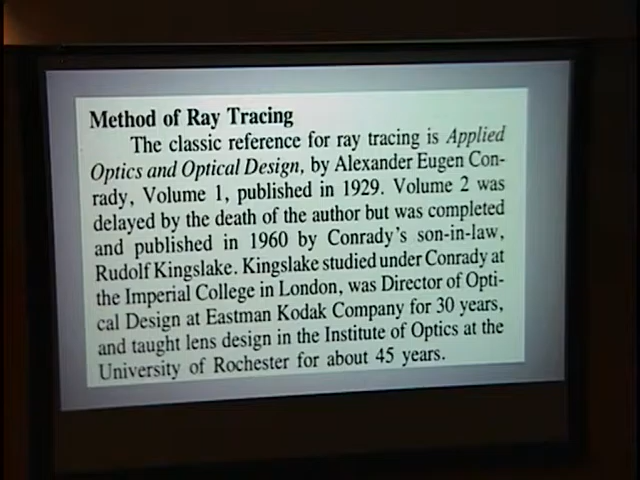 Method of Ray Tracing
The classic reference for ray tracing is Applied
Optics and Optical Design, by Alexander Eugen Con-
rady, Volume 1, published in 1929. Volume 2 was
delayed by the death of the author but was completed
and published in 1960 by Conrady's son-in-law,
Rudolf Kingslake. Kingslake studied under Conrady at
the Imperial College in London, was Director of Opti-
cal Design at Eastman Kodak Company for 30 years,
and taught lens design in the Institute of Optics at the
University of Rochester for about 45 years.